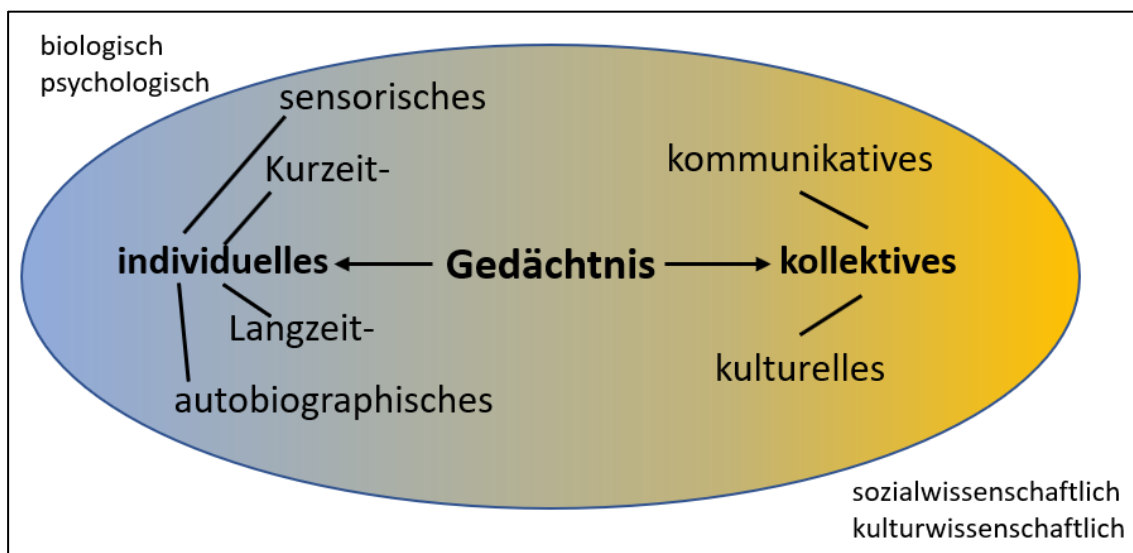 biologisch
psychologisch
sensorisches
Kurzeit-
kommunikatives
individuelles Gedächtnis kollektives
Langzeit-
kulturelles
autobiographisches
sozialwissenschaftlich
kulturwissenschaftlich